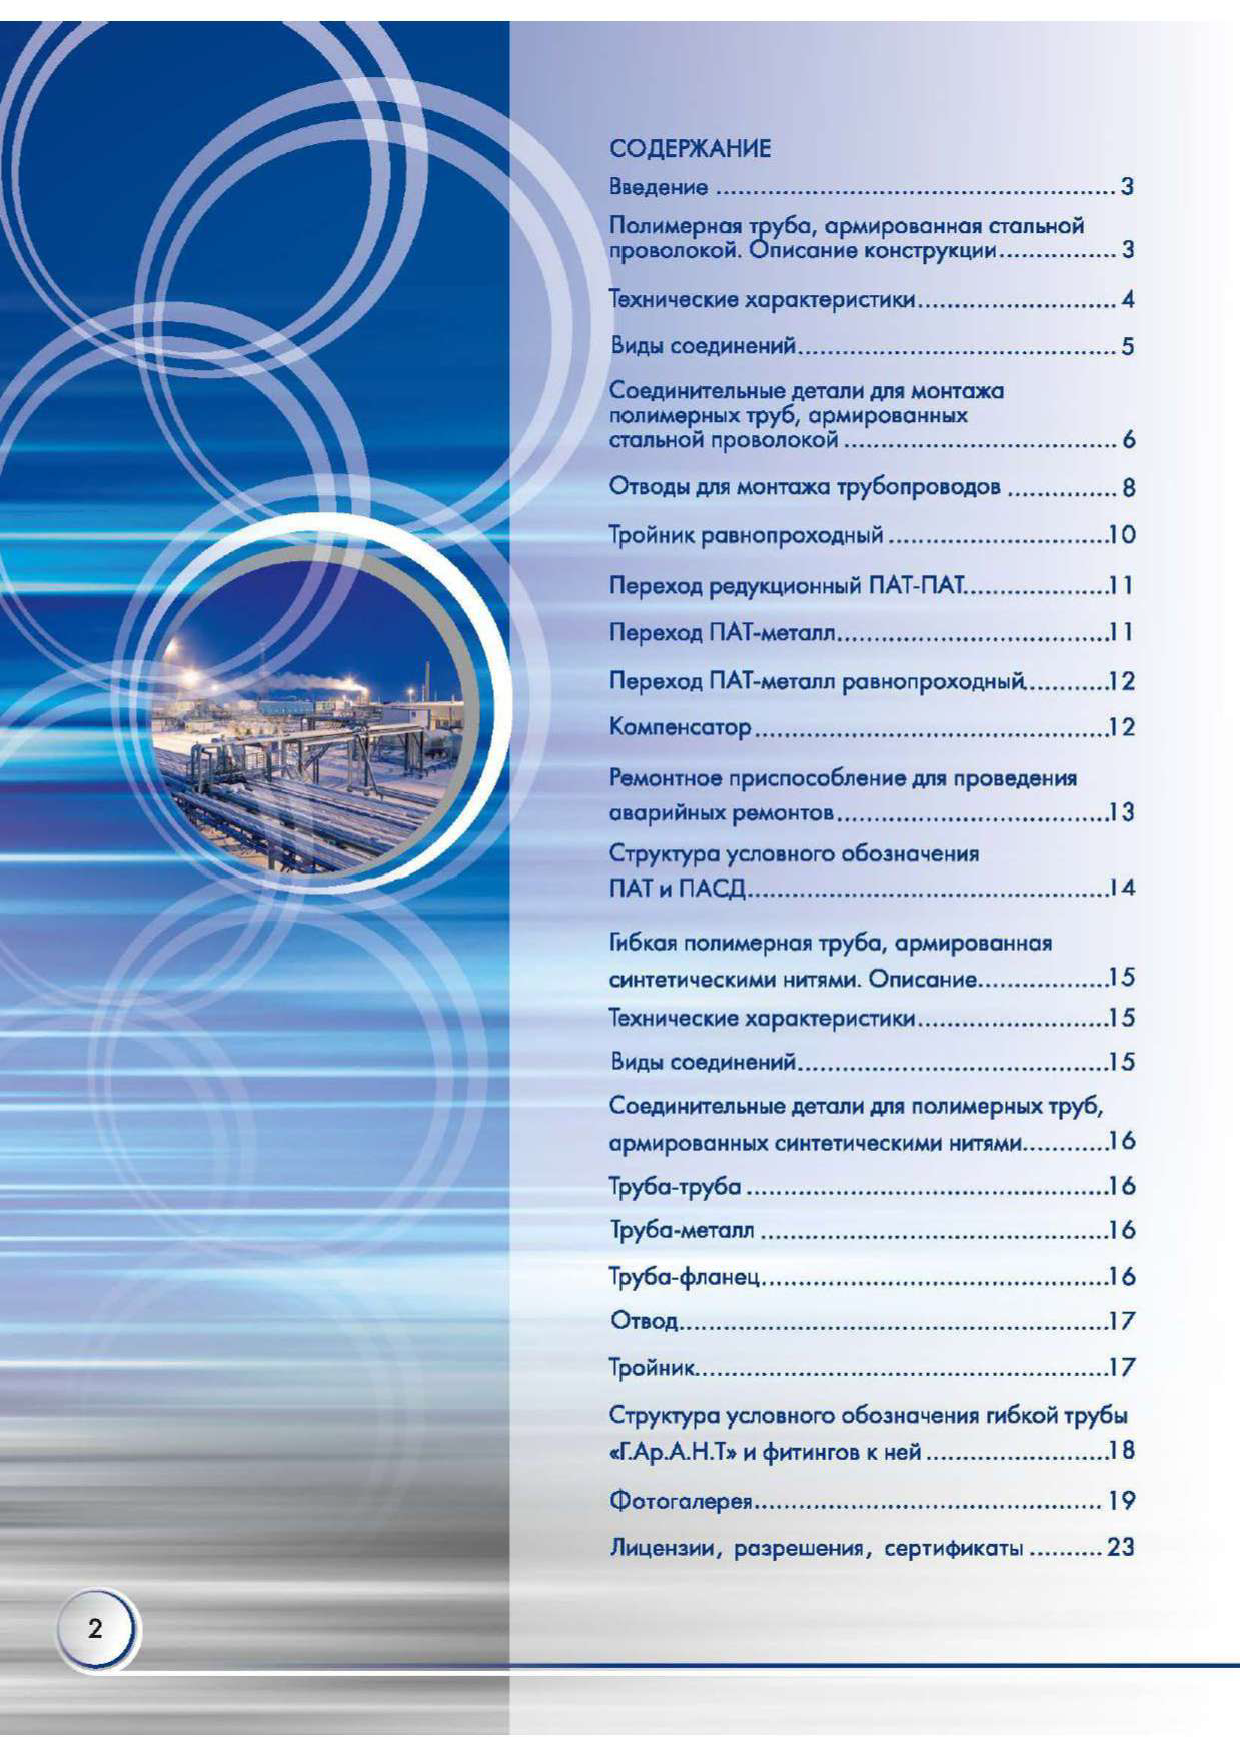 СОДЕРЖАНИЕ
Введение ...................................................... 3
Полимерная труба, армированная стальной
проволокой. Описание конструкции................ 3
Технические характеристики........................... 4
Виды соединений........................................... 5
Соединительные детали для монтажа
полимерных труб, армированных
стальной проволокой ..................................... 6
Отводы для монтажа трубопроводов ............... 8
Тройник равнопроходный ..............................10
Переход редукционный ПАТ-ПАТ....................11
Переход ПАТ-металл.....................................11
Переход ПАТ-металл равнопроходный............12
Компенсатор................................................12
Ремонтное приспособление для проведения
аварийных ремонтов.....................................13
Структура условного обозначения
ПАТ и ПАСД.................................................14
Гибкая полимерная труба, армированная
синтетическими нитями. Описание..................15
Технические характеристики..........................15
Виды соединений..........................................15
Соединительные детали для полимерных труб,
армированных синтетическими нитями............16
Труба-труба .................................................16
Труба-металл ...............................................16
Труба-фланец...............................................16
Отвод..........................................................17
Тройник........................................................17
Структура условного обозначения гибкой трубы
«Г.Ар.А.Н.Т» и фитингов к ней .........................18
Фотогалерея............................................... 19
Лицензии, разрешения, сертификаты .......... 23
2